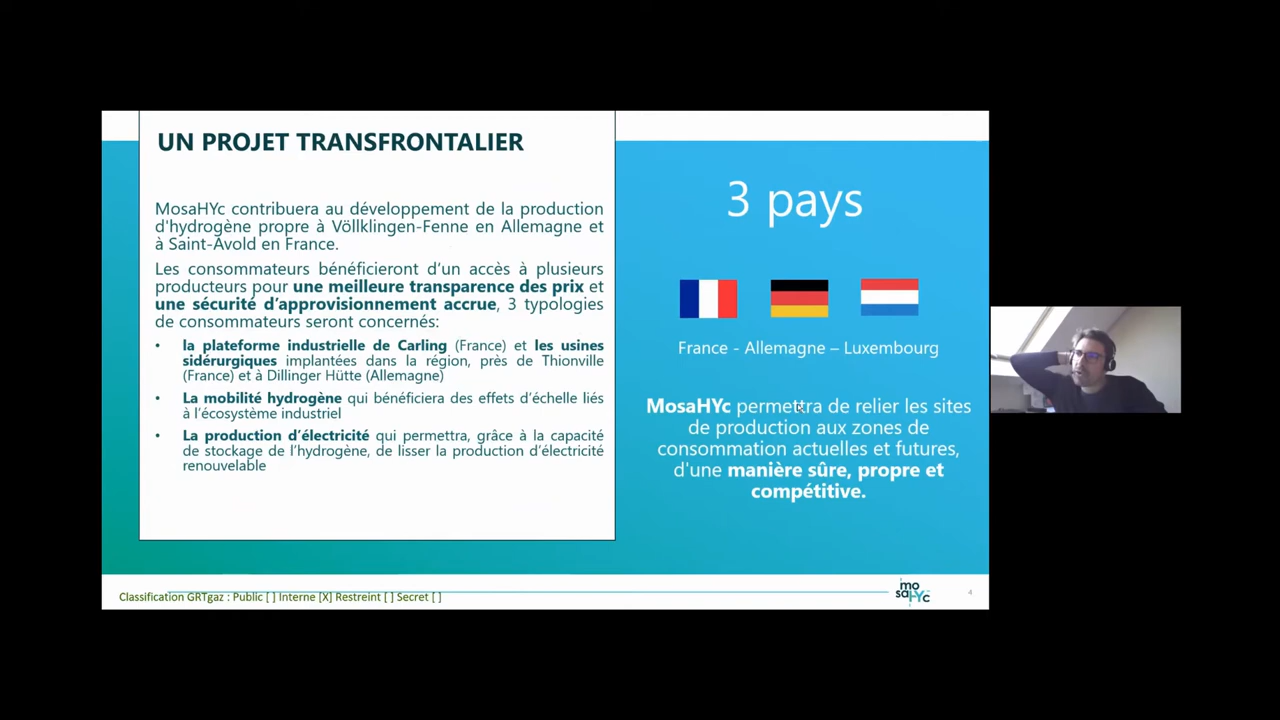 UN PROJET TRANSFRONTALIER
MosaHYc contribuera au développement de la production
d'hydrogène propre à Völlklingen-Fenne en Allemagne et
à Saint-Avold en France.
Les consommateurs bénéficieront d'un accès à plusieurs
producteurs pour une meilleure transparence des prix et
une sécurité d'approvisionnement accrue, 3 typologies
de consommateurs seront concernés:
• la plateforme industrielle de Carling (France) et les usines
sidérurgiques implantées dans la région, près de Thionville
(France) et à Dillinger Hütte (Allemagne)
• La mobilité hydrogène qui bénéficiera des effets d'échelle liés
à l'écosystème industriel
• La production d'électricité qui permettra, grâce à la capacité
de stockage de l'hydrogène, de lisser la production d'électricité
renouvelable
3 pays
France - Allemagne – Luxembourg
MosaHYc permettra de relier les sites
de production aux zones de
consommation actuelles et futures,
d'une manière sûre, propre et
compétitive.
Classification GRTgaz : Public [ ] Interne [X] Restreint [ ] Secret [ ]
mo
saHYc
4